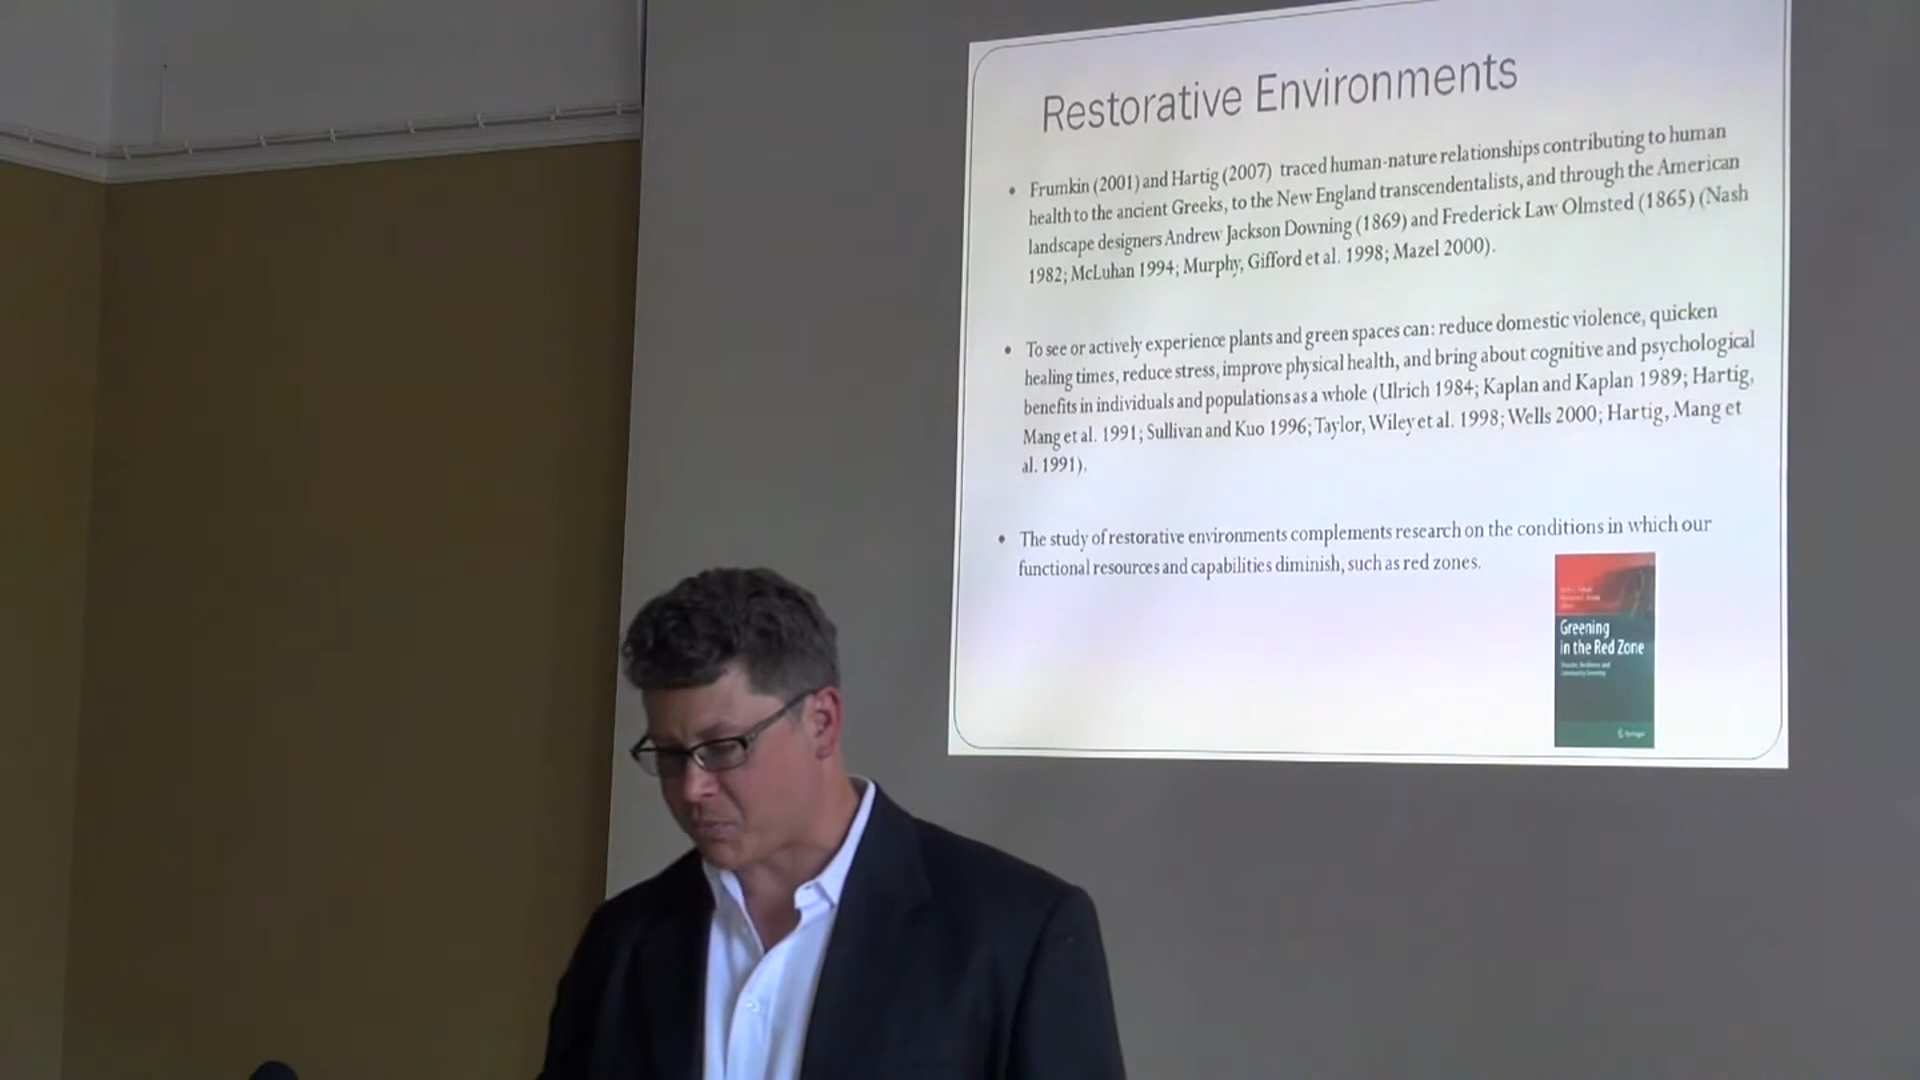 Restorative Environments
• Frumkin (2001) and Hartig (2007) traced human-nature relationships contributing to human
health to the ancient Greeks, to the New England transcendentalists, and through the American
landscape designers Andrew Jackson Downing (1869) and Frederick Law Olmsted (1865) (Nash
1982; McLuhan 1994; Murphy, Gifford et al. 1998; Mazel 2000).
• To see or actively experience plants and green spaces can: reduce domestic violence, quicken
healing times, reduce stress, improve physical health, and bring about cognitive and psychological
benefits in individuals and populations as a whole (Ulrich 1984; Kaplan and Kaplan 1989; Hartig,
Mang et al. 1991; Sullivan and Kuo 1996; Taylor, Wiley et al. 1998; Wells 2000; Hartig, Mang et
al. 1991).
• The study of restorative environments complements research on the conditions in which our
functional resources and capabilities diminish, such as red zones.
Greening
in the Red Zone
Disaster, Resilience and
Community Greening
Springer